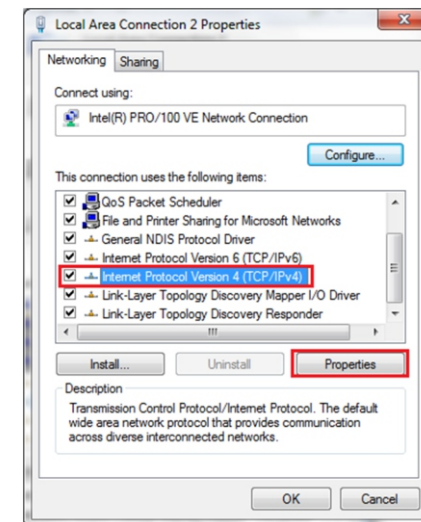 Local Area Connection 2 Properties
Networking Sharing
Connect using:
Intel(R) PRO/100 VE Network Connection
Configure...
This connection uses the following items:
QoS Packet Scheduler
File and Printer Sharing for Microsoft Networks
General NDIS Protocol Driver
Internet Protocol Version 6 (TCP/IPv6)
Internet Protocol Version 4 (TCP/IPv4)
Link-Layer Topology Discovery Mapper I/O Driver
Link-Layer Topology Discovery Responder
Install... Uninstall Properties
Description
Transmission Control Protocol/Internet Protocol. The default
wide area network protocol that provides communication
across diverse interconnected networks.
OK Cancel